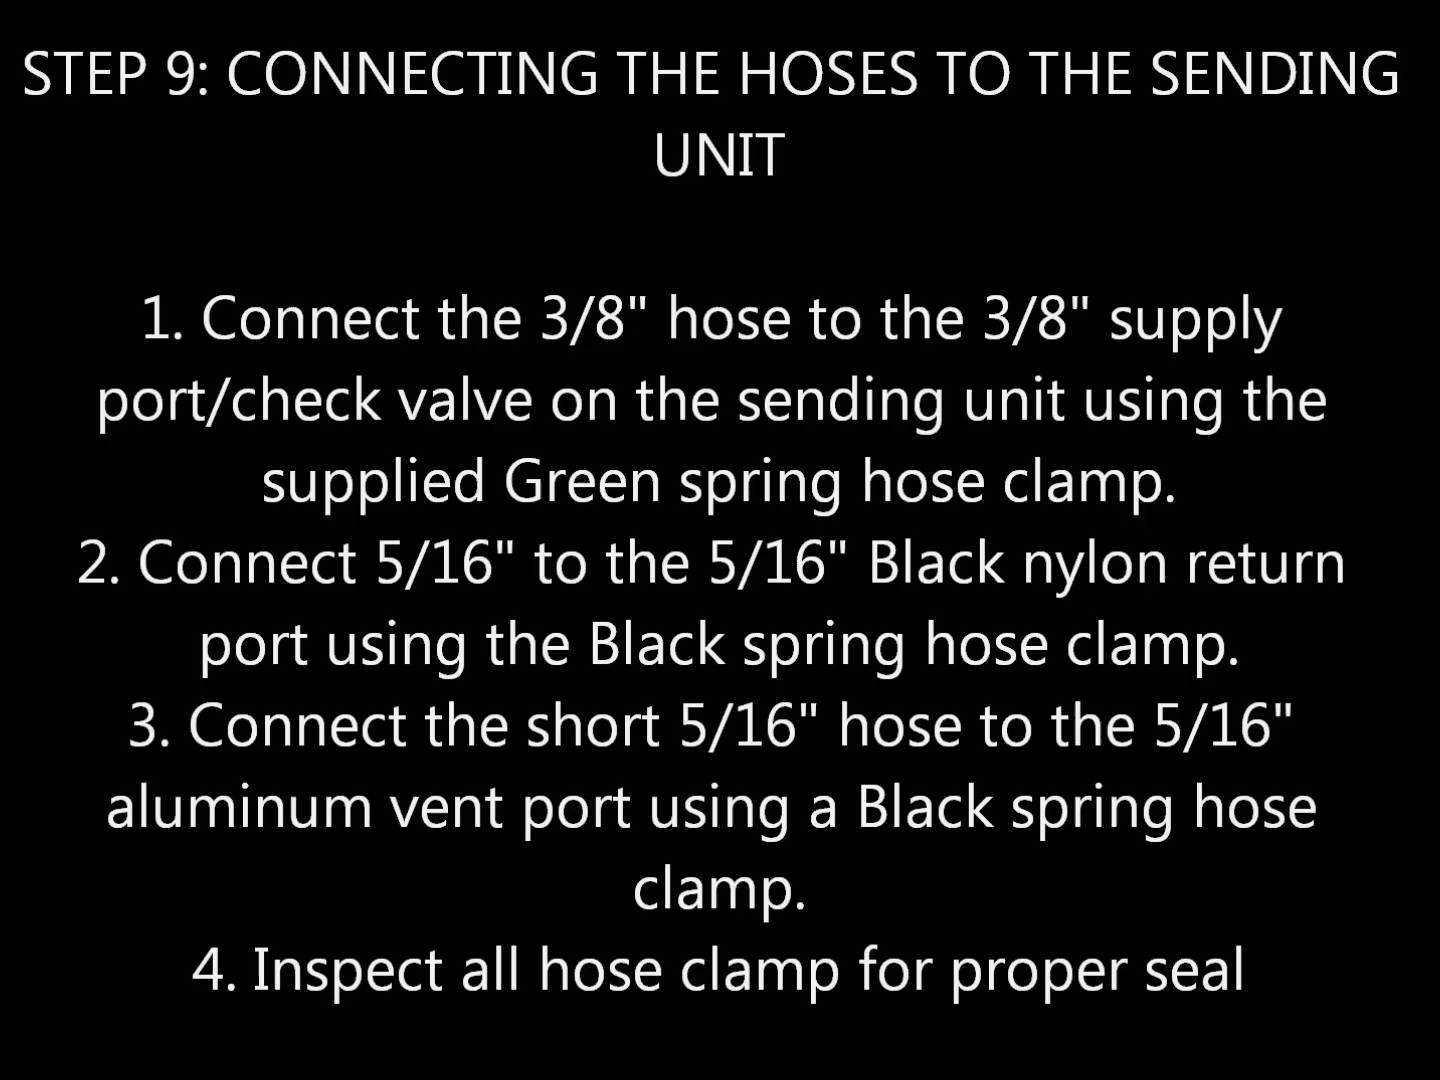 STEP 9: CONNECTING THE HOSES TO THE SENDING
UNIT
1. Connect the 3/8" hose to the 3/8" supply
port/check valve on the sending unit using the
supplied Green spring hose clamp.
2. Connect 5/16" to the 5/16" Black nylon return
port using the Black spring hose clamp.
3. Connect the short 5/16" hose to the 5/16"
aluminum vent port using a Black spring hose
clamp.
4. Inspect all hose clamp for proper seal